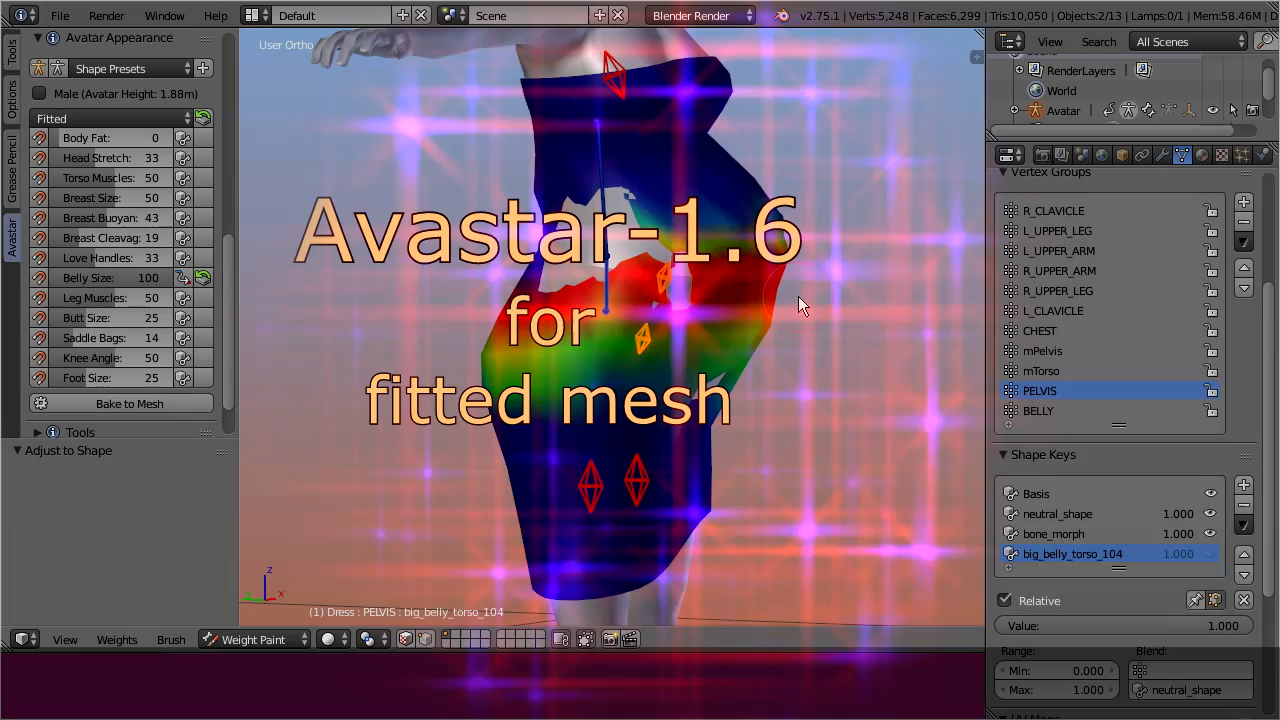 File Render Window Help Default Scene Blender Render v2.75.1 | Verts:5,248 | Faces:6,299 | Tris:10,050 | Objects:2/13 | Lamps:0/1 | Mem:58.46M | D
Tools
Options
Grease Pencil
Avastar
Avatar Appearance
Shape Presets
Male (Avatar Height: 1.88m)
Fitted
Body Fat: 0
Head Stretch: 33
Torso Muscles: 50
Breast Size: 50
Breast Buoyan: 43
Breast Cleavag: 19
Love Handles: 33
Belly Size: 100
Leg Muscles: 50
Butt Size: 25
Saddle Bags: 14
Knee Angle: 50
Foot Size: 25
Bake to Mesh
Tools
Adjust to Shape
User Ortho
Avastar-1.6
for
fitted mesh
z
x
(1) Dress : PELVIS : big_belly_torso_104
View Weights Brush Weight Paint
View Search All Scenes
RenderLayers |
World
Avatar |
Vertex Groups
R_CLAVICLE
L_UPPER_LEG
L_UPPER_ARM
R_UPPER_ARM
R_UPPER_LEG
L_CLAVICLE
CHEST
mPelvis
mTorso
PELVIS
BELLY
Shape Keys
Basis
neutral_shape 1.000
bone_morph 1.000
big_belly_torso_104 1.000
Relative
Value: 1.000
Range: Blend:
Min: 0.000
Max: 1.000 neutral_shape